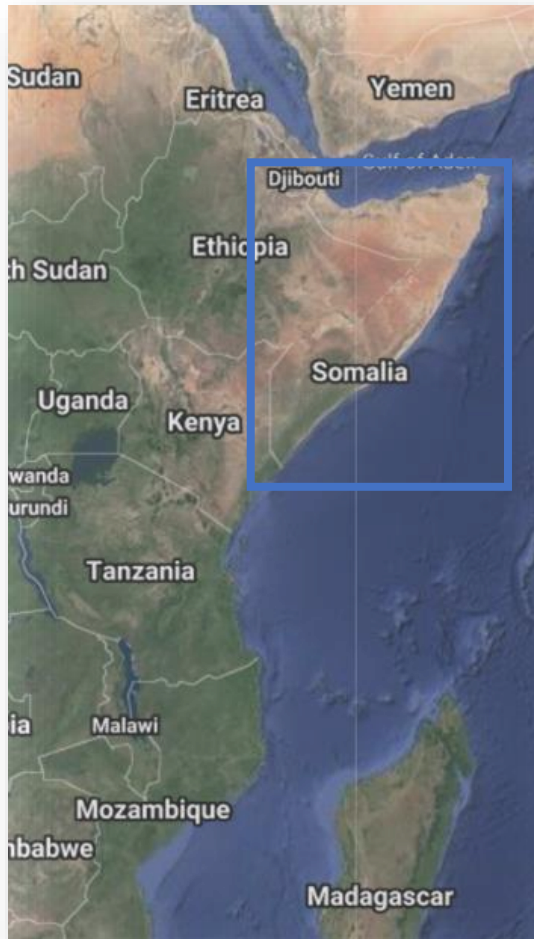 Sudan
Yemen
Eritrea
Gulf of Aden
Djibouti
Ethiopia
th Sudan
Somalia
Uganda
Kenya
wanda
urundi
Tanzania
ia
Malawi
Mozambique
nbabwe
Madagascar